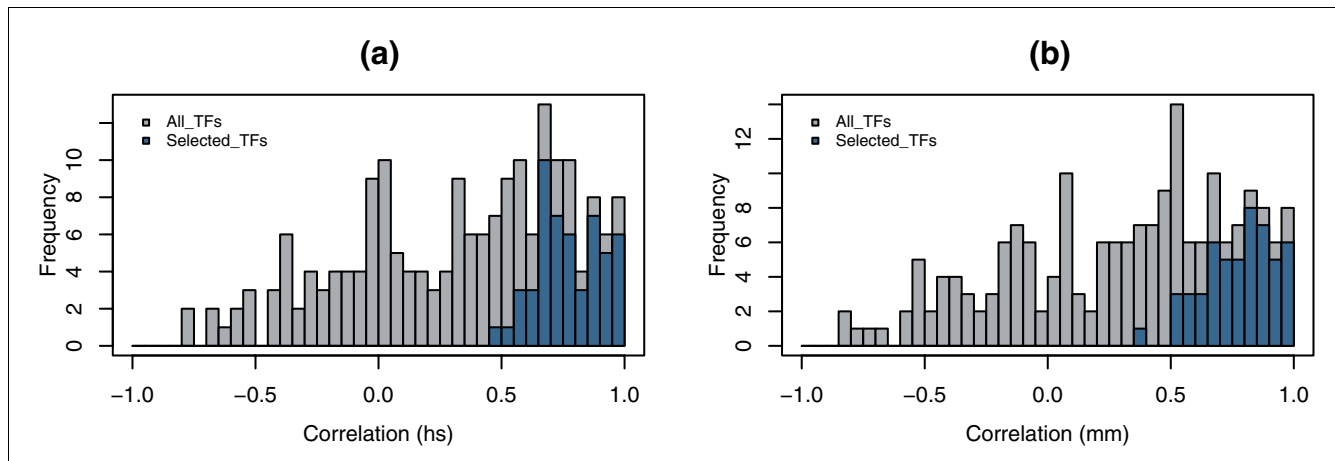 (a)
All_TFs
Selected_TFs
Frequency
0 2 4 6 8 10
−1.0 −0.5 0.0 0.5 1.0
Correlation (hs)
(b)
All_TFs
Selected_TFs
Frequency
0 2 4 6 8 12
−1.0 −0.5 0.0 0.5 1.0
Correlation (mm)